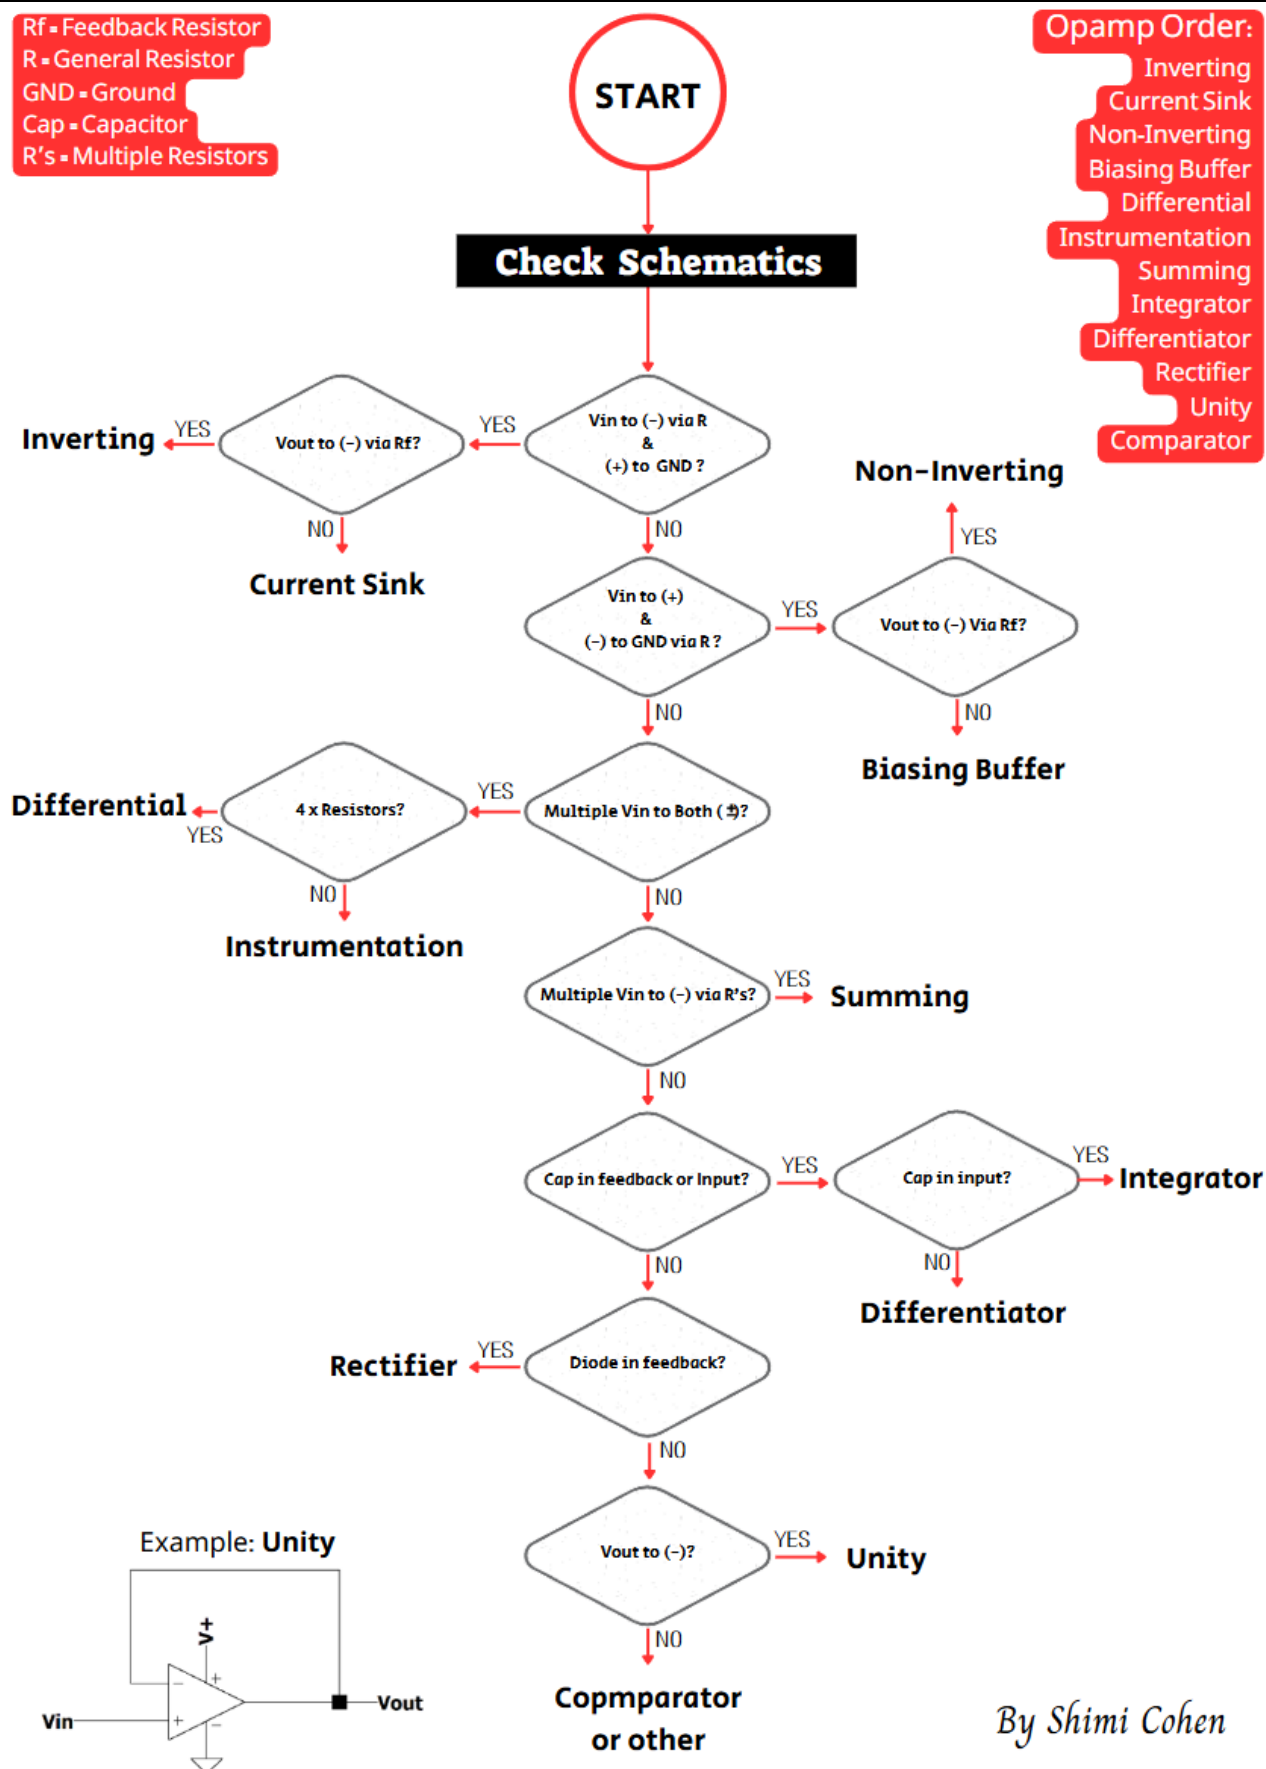 Rf = Feedback Resistor
R = General Resistor
GND = Ground
Cap = Capacitor
R's = Multiple Resistors
START
Opamp Order:
Inverting
Current Sink
Non-Inverting
Biasing Buffer
Differential
Instrumentation
Summing
Integrator
Differentiator
Rectifier
Unity
Comparator
Check Schematics
Vin to (-) via R
&
(+) to GND ?
YES
Vout to (-) via Rf?
YES
Inverting
NO
Current Sink
NO
Vin to (+)
&
(-) to GND via R ?
YES
Vout to (-) Via Rf?
YES
Non-Inverting
NO
Biasing Buffer
NO
Multiple Vin to Both (±)?
YES
4 x Resistors?
YES
Differential
NO
Instrumentation
NO
Multiple Vin to (-) via R's?
YES
Summing
NO
Cap in feedback or Input?
YES
Cap in input?
YES
Integrator
NO
Differentiator
NO
Diode in feedback?
YES
Rectifier
NO
Vout to (-)?
YES
Unity
NO
Copmparator
or other
Example: Unity
V+
+
-
+
-
Vin
Vout
By Shimi Cohen